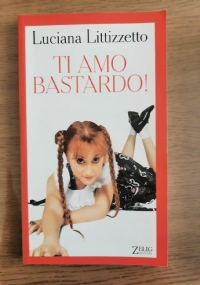 Luciana Littizzetto
TI AMO
BASTARDO!
ZELIG